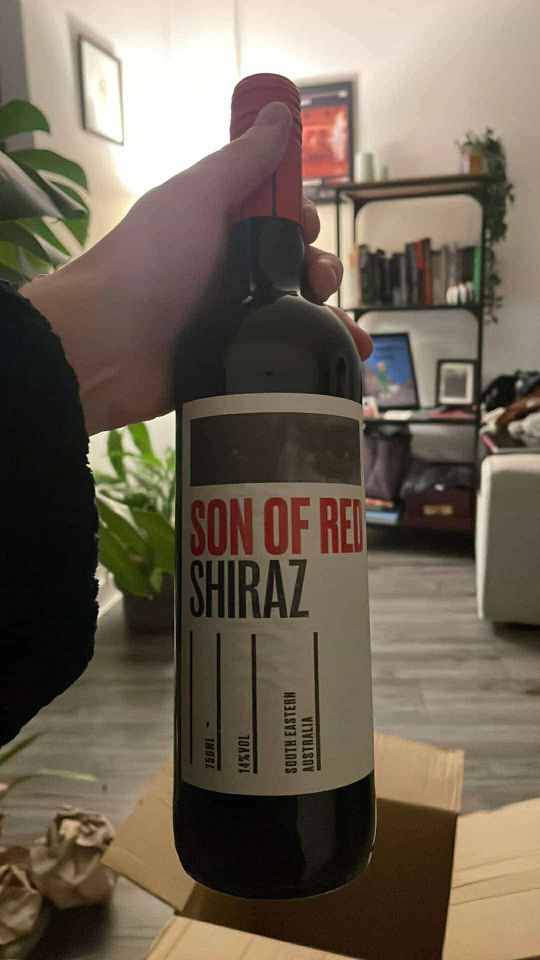 SON OF RED
SHIRAZ
750ML
14%VOL
SOUTH EASTERN
AUSTRALIA